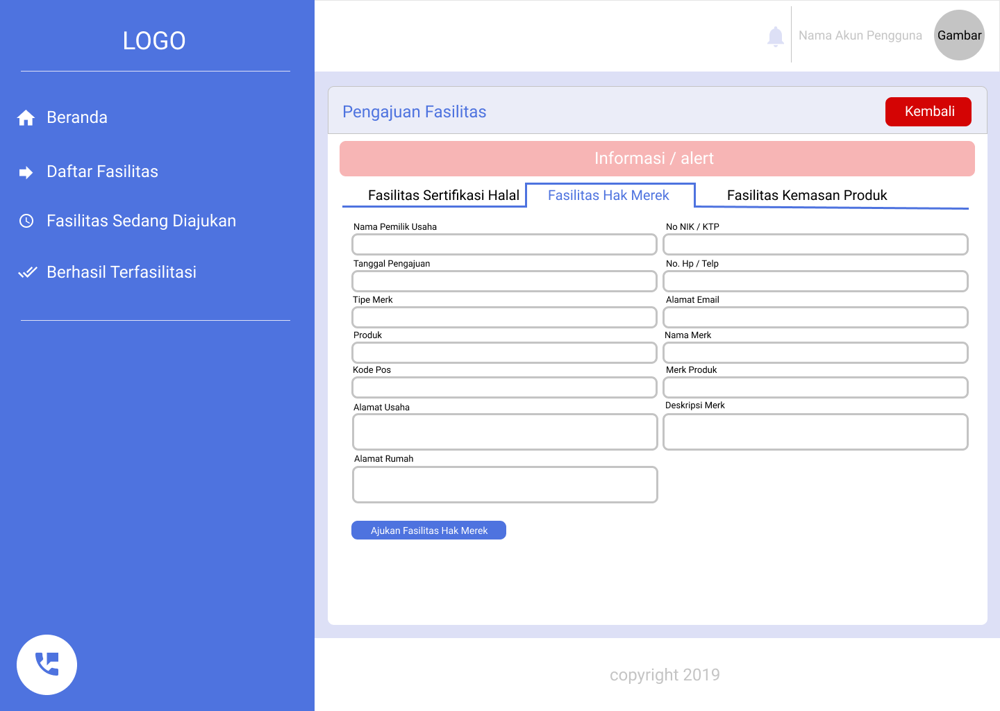 LOGO
Beranda
Daftar Fasilitas
Fasilitas Sedang Diajukan
Berhasil Terfasilitasi
Nama Akun Pengguna
Gambar
Pengajuan Fasilitas
Kembali
Informasi / alert
Fasilitas Sertifikasi Halal
Fasilitas Hak Merek
Fasilitas Kemasan Produk
Nama Pemilik Usaha
No NIK / KTP
Tanggal Pengajuan
No. Hp / Telp
Tipe Merk
Alamat Email
Produk
Nama Merk
Kode Pos
Merk Produk
Alamat Usaha
Deskripsi Merk
Alamat Rumah
Ajukan Fasilitas Hak Merek
copyright 2019